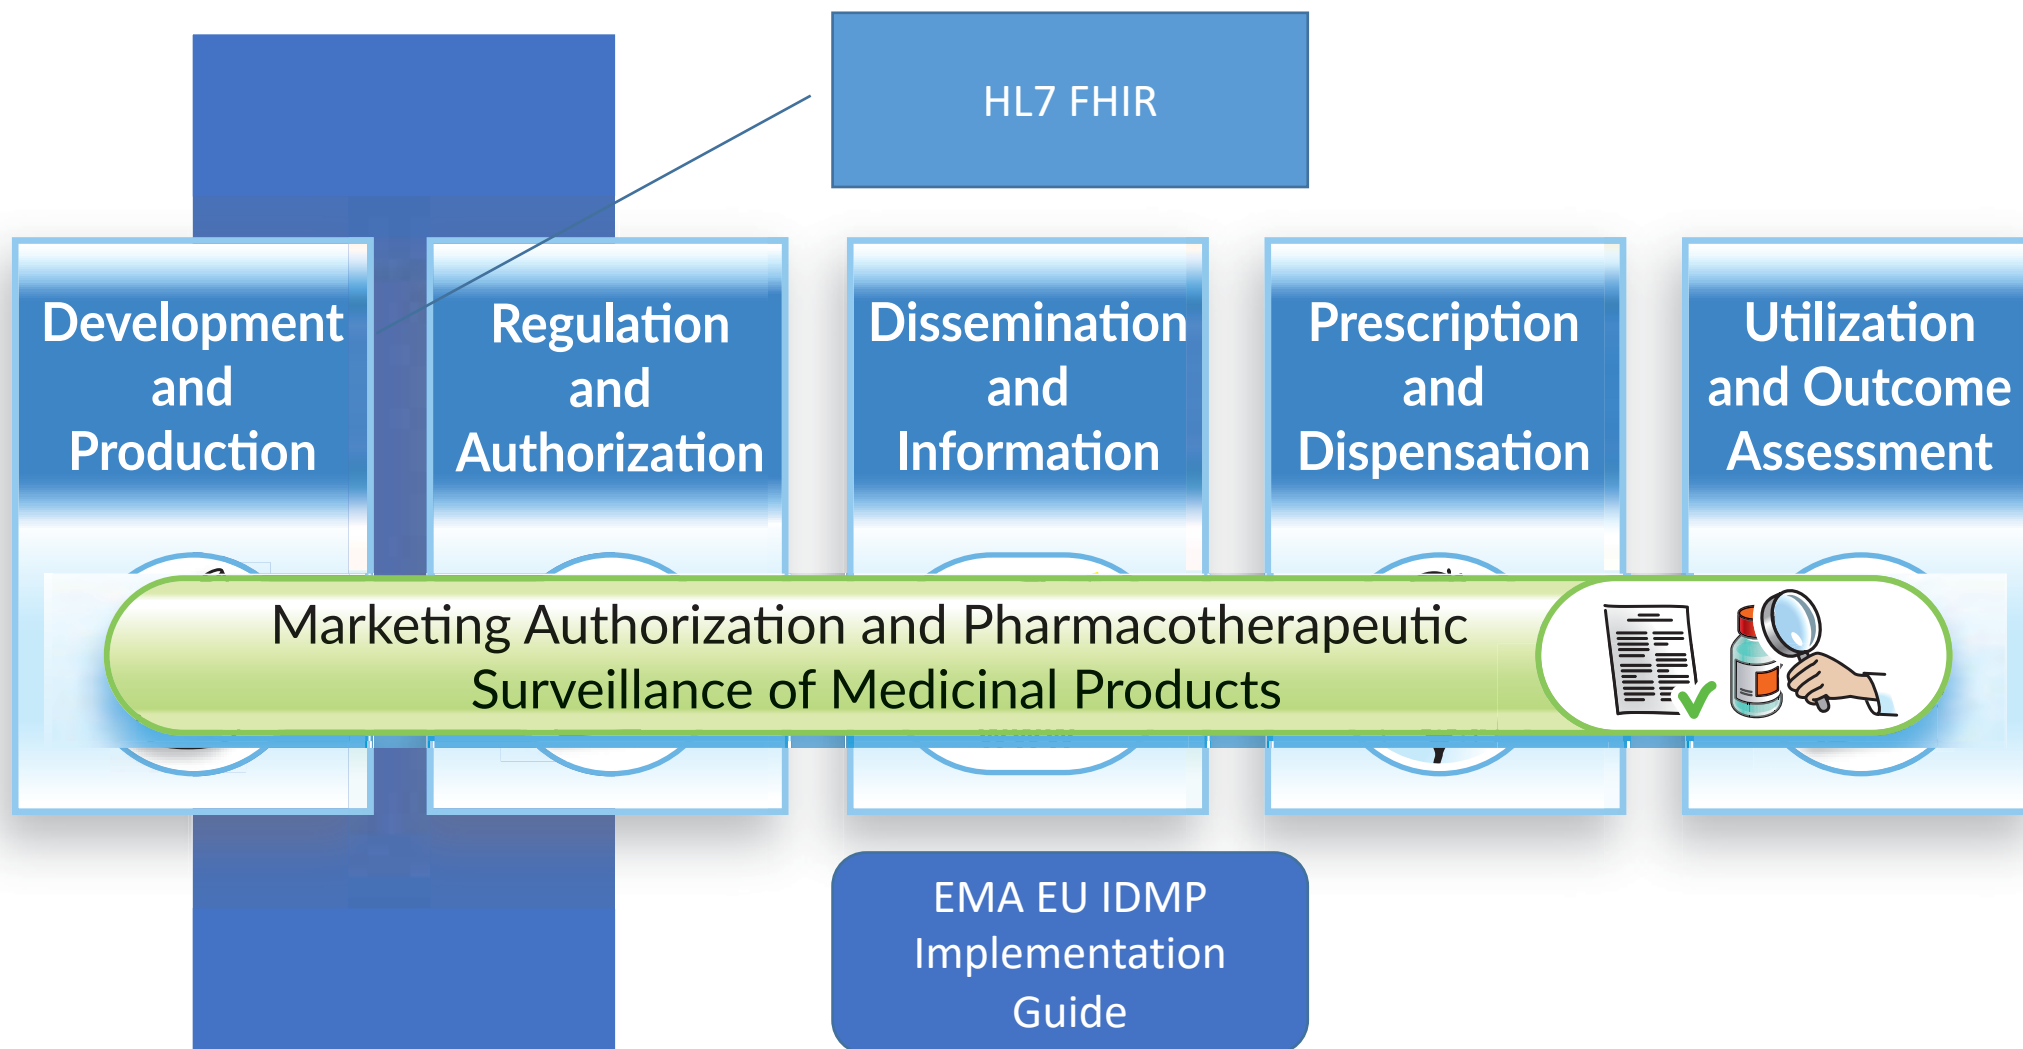 HL7 FHIR
Development
and
Production
Regulation
and
Authorization
Dissemination
and
Information
Prescription
and
Dispensation
Utilization
and Outcome
Assessment
Marketing Authorization and Pharmacotherapeutic
Surveillance of Medicinal Products
EMA EU IDMP
Implementation
Guide